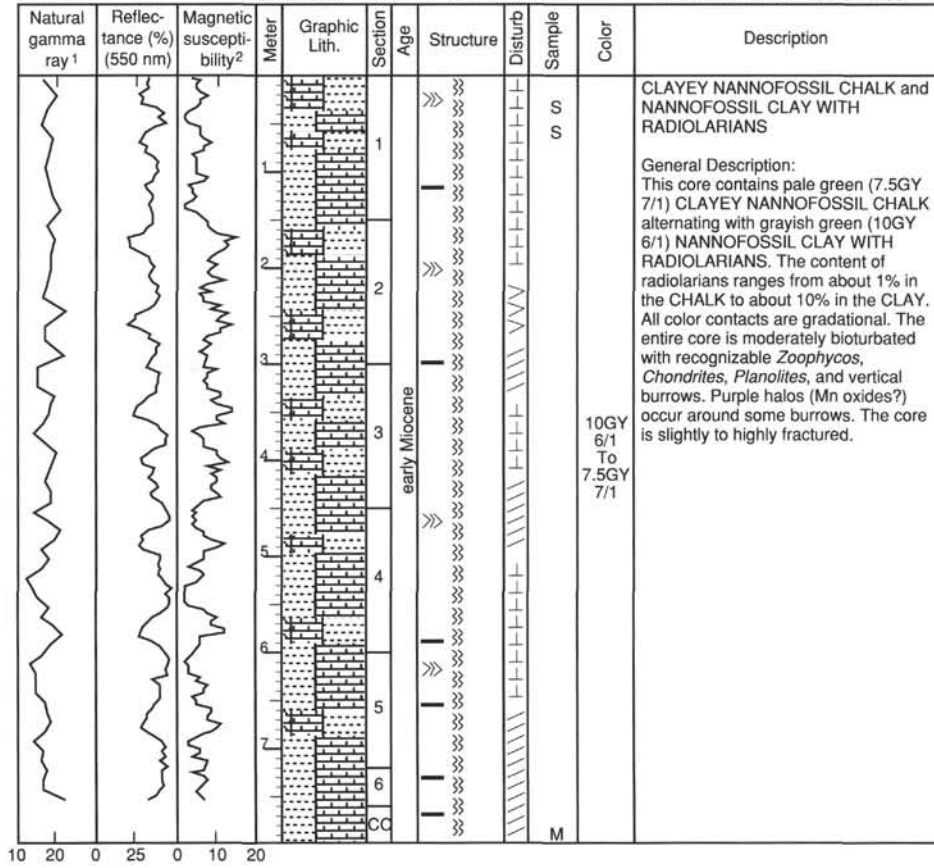 Natural
gamma
ray 1
Reflec-
tance (%)
(550 nm)
Magnetic
suscepti-
bility2
Meter
Graphic
Lith.
Section
Age
Structure
Disturb
Sample
Color
Description
1
2
3
4
5
6
7
1
2
3
4
5
6
CC
early Miocene
S
S
M
10GY
6/1
To
7.5GY
7/1
CLAYEY NANNOFOSSIL CHALK and
NANNOFOSSIL CLAY WITH
RADIOLARIANS
General Description:
This core contains pale green (7.5GY
7/1) CLAYEY NANNOFOSSIL CHALK
alternating with grayish green (10GY
6/1) NANNOFOSSIL CLAY WITH
RADIOLARIANS. The content of
radiolarians ranges from about 1% in
the CHALK to about 10% in the CLAY.
All color contacts are gradational. The
entire core is moderately bioturbated
with recognizable Zoophycos,
Chondrites, Planolites, and vertical
burrows. Purple halos (Mn oxides?)
occur around some burrows. The core
is slightly to highly fractured.
10 20 0 25 0 10 20